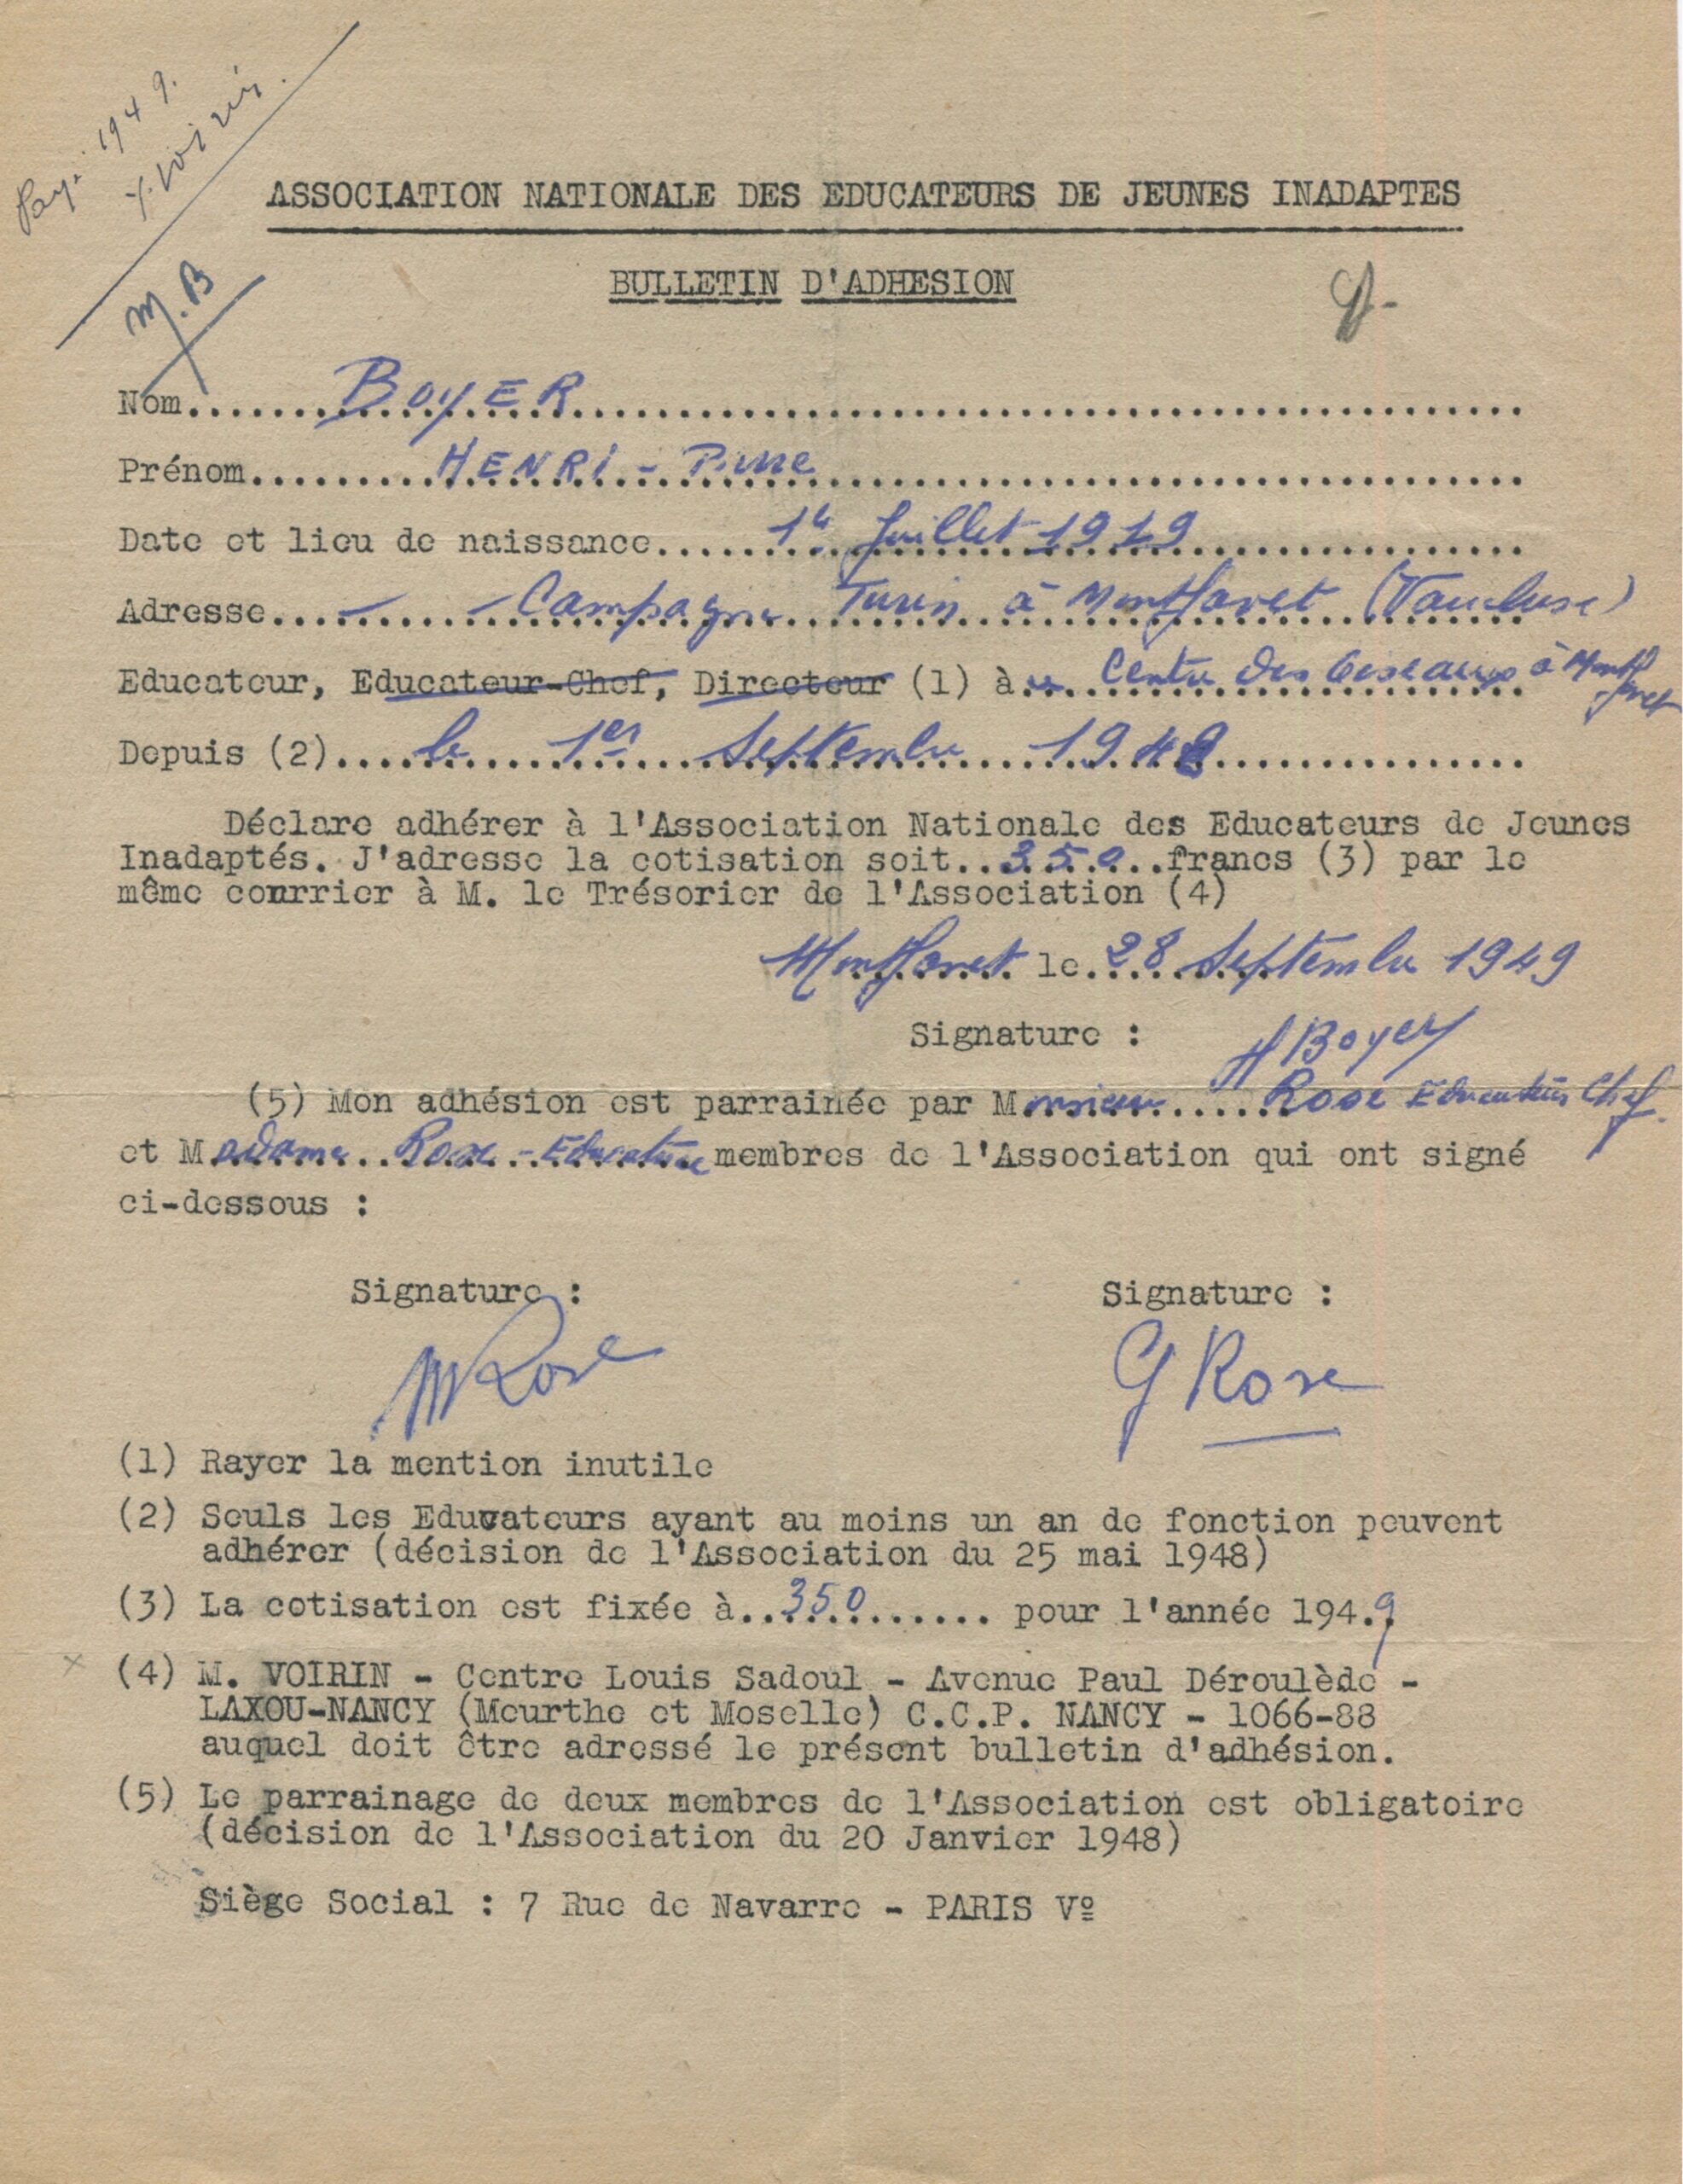 Payé 1949.
Y. Voirin.
M.B
ASSOCIATION NATIONALE DES EDUCATEURS DE JEUNES INADAPTES
BULLETIN D'ADHESION
Nom....BOYER....
Prénom....HENRI - Pierre....
Date et lieu de naissance....1er Juillet 1919....
Adresse....Campagne Turin à Montfavet (Vaucluse)
Educateur, Educateur-Chef, Directeur (1) à au Centre des Oiseaux à Montfavet
Depuis (2)....le 1er Septembre 1948....
Déclare adhérer à l'Association Nationale des Educateurs de Jeunes
Inadaptés. J'adresse la cotisation soit..350..francs (3) par le
même courrier à M. le Trésorier de l'Association (4)
Montfavet le 28 Septembre 1949
Signature : H Boyer
(5) Mon adhésion est parrainée par Monsieur Rose Educateur Chef.
et Madame Rose - Educatrice membres de l'Association qui ont signé
ci-dessous :
Signature : Signature :
M Rose G Rose
(1) Rayer la mention inutile
(2) Seuls les Eduvateurs ayant au moins un an de fonction peuvent
adhérer (décision de l'Association du 25 mai 1948)
(3) La cotisation est fixée à..350...... pour l'année 194.9
(4) M. VOIRIN - Centre Louis Sadoul - Avenue Paul Déroulède -
LAXOU-NANCY (Meurthe et Moselle) C.C.P. NANCY - 1066-88
auquel doit être adressé le présent bulletin d'adhésion.
(5) Le parrainage de deux membres de l'Association est obligatoire
(décision de l'Association du 20 Janvier 1948)
Siège Social : 7 Rue de Navarre - PARIS Vº